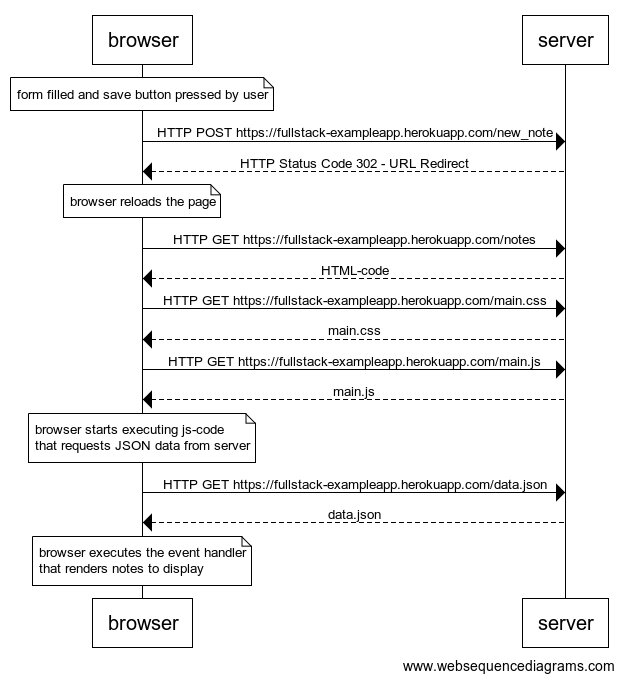 browser
server
form filled and save button pressed by user
HTTP POST https://fullstack-exampleapp.herokuapp.com/new_note
HTTP Status Code 302 - URL Redirect
browser reloads the page
HTTP GET https://fullstack-exampleapp.herokuapp.com/notes
HTML-code
HTTP GET https://fullstack-exampleapp.herokuapp.com/main.css
main.css
HTTP GET https://fullstack-exampleapp.herokuapp.com/main.js
main.js
browser starts executing js-code
that requests JSON data from server
HTTP GET https://fullstack-exampleapp.herokuapp.com/data.json
data.json
browser executes the event handler
that renders notes to display
browser
server
www.websequencediagrams.com